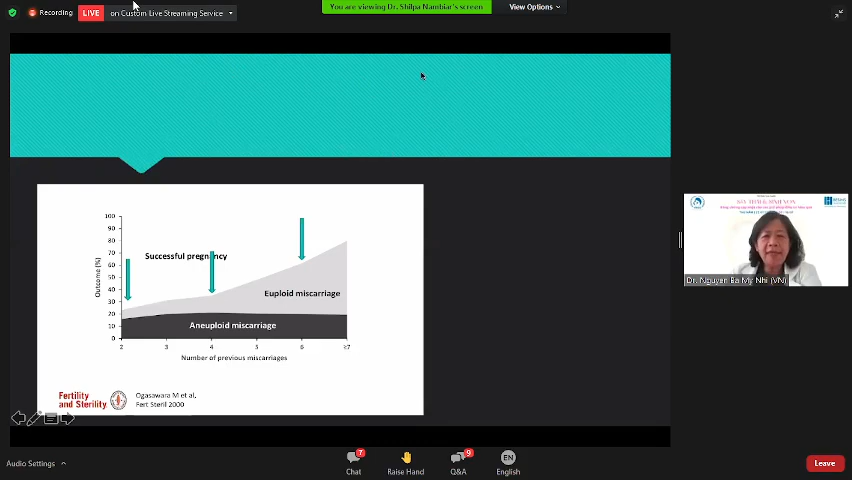 Recording
LIVE
on Custom Live Streaming Service
You are viewing Dr. Shilpa Nambiar's screen
View Options
100
90
80
70
60
50
40
30
20
10
0
Outcome (%)
Successful pregnancy
Euploid miscarriage
Aneuploid miscarriage
2
3
4
5
6
≥7
Number of previous miscarriages
Fertility
and Sterility
Ogasawara M et al,
Fert Steril 2000
Dr. Nguyen Ba My Nhi (VN)
Audio Settings
7
Chat
Raise Hand
9
Q&A
EN
English
Leave